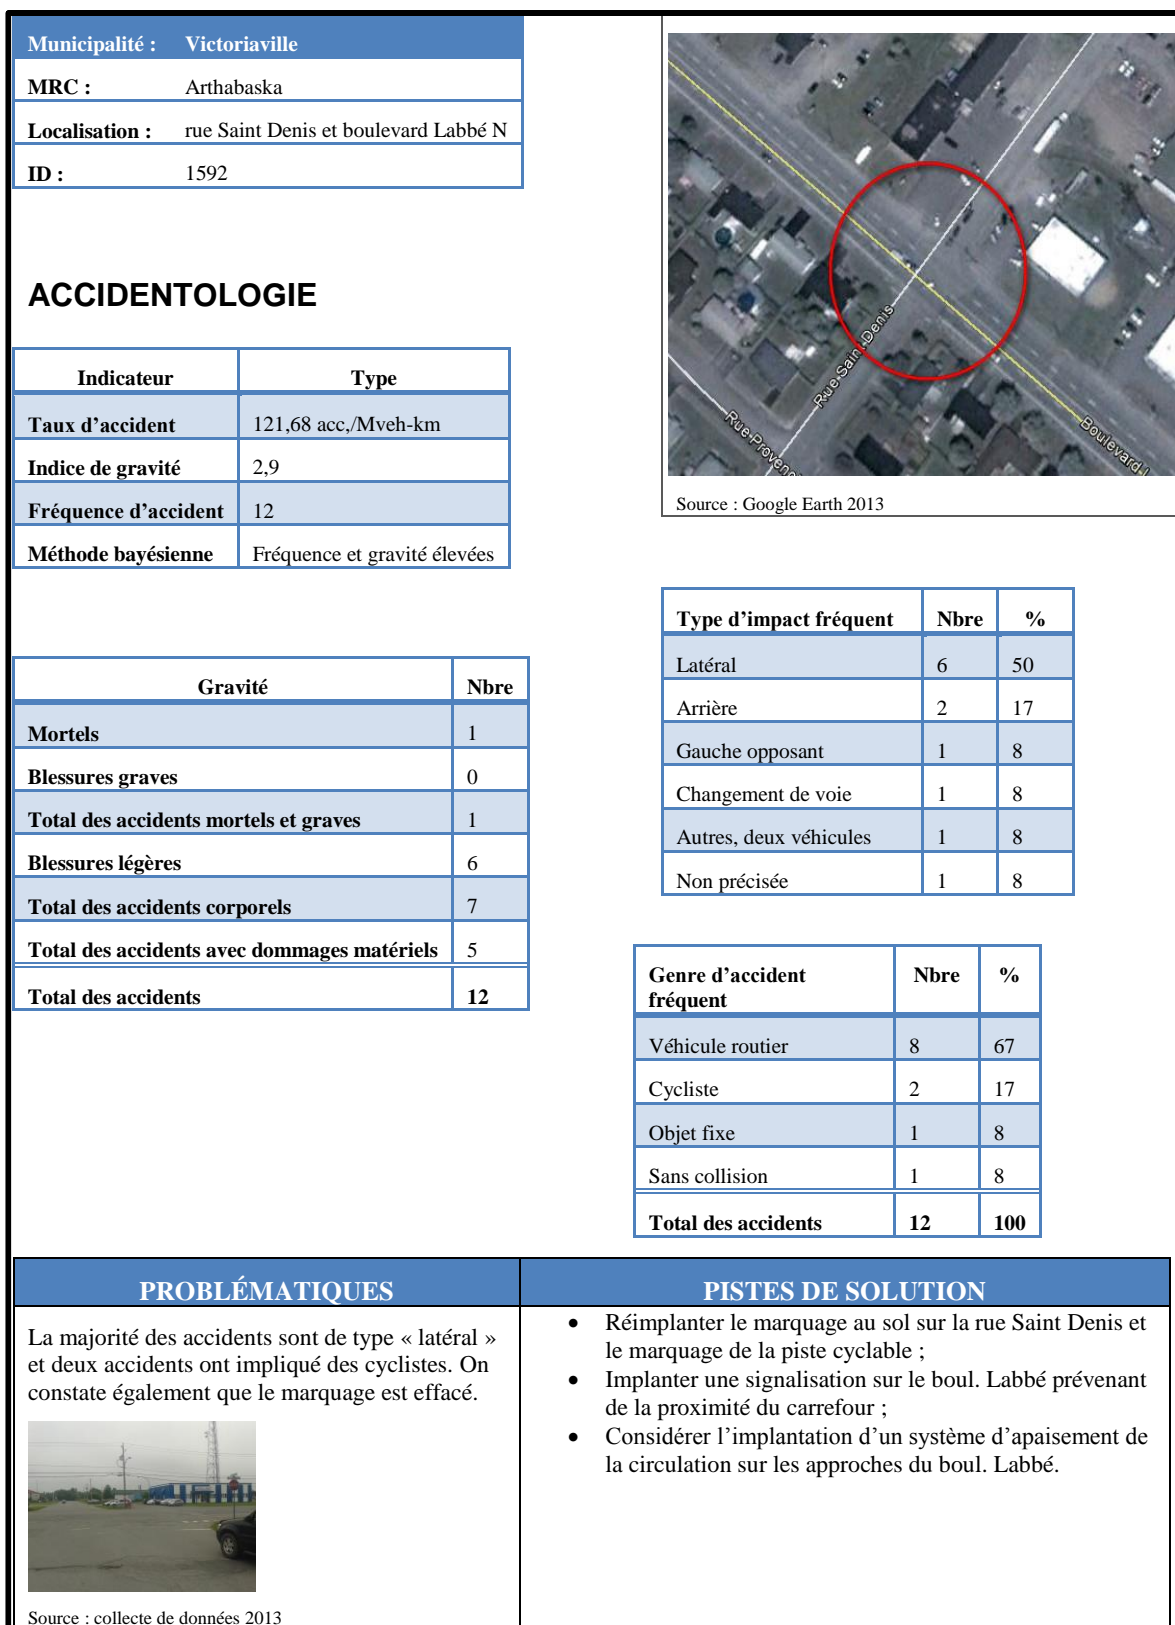 Municipalité : Victoriaville
MRC : Arthabaska
Localisation : rue Saint Denis et boulevard Labbé N
ID : 1592
Rue Saint-Denis
Rue Proven
Boulevard L
Source : Google Earth 2013
ACCIDENTOLOGIE
Indicateur Type
Taux d’accident 121,68 acc,/Mveh-km
Indice de gravité 2,9
Fréquence d’accident 12
Méthode bayésienne Fréquence et gravité élevées
Gravité Nbre
Mortels 1
Blessures graves 0
Total des accidents mortels et graves 1
Blessures légères 6
Total des accidents corporels 7
Total des accidents avec dommages matériels 5
Total des accidents 12
Type d’impact fréquent Nbre %
Latéral 6 50
Arrière 2 17
Gauche opposant 1 8
Changement de voie 1 8
Autres, deux véhicules 1 8
Non précisée 1 8
Genre d’accident
fréquent Nbre %
Véhicule routier 8 67
Cycliste 2 17
Objet fixe 1 8
Sans collision 1 8
Total des accidents 12 100
PROBLÉMATIQUES
La majorité des accidents sont de type « latéral »
et deux accidents ont impliqué des cyclistes. On
constate également que le marquage est effacé.
Source : collecte de données 2013
PISTES DE SOLUTION
• Réimplanter le marquage au sol sur la rue Saint Denis et
le marquage de la piste cyclable ;
• Implanter une signalisation sur le boul. Labbé prévenant
de la proximité du carrefour ;
• Considérer l’implantation d’un système d’apaisement de
la circulation sur les approches du boul. Labbé.